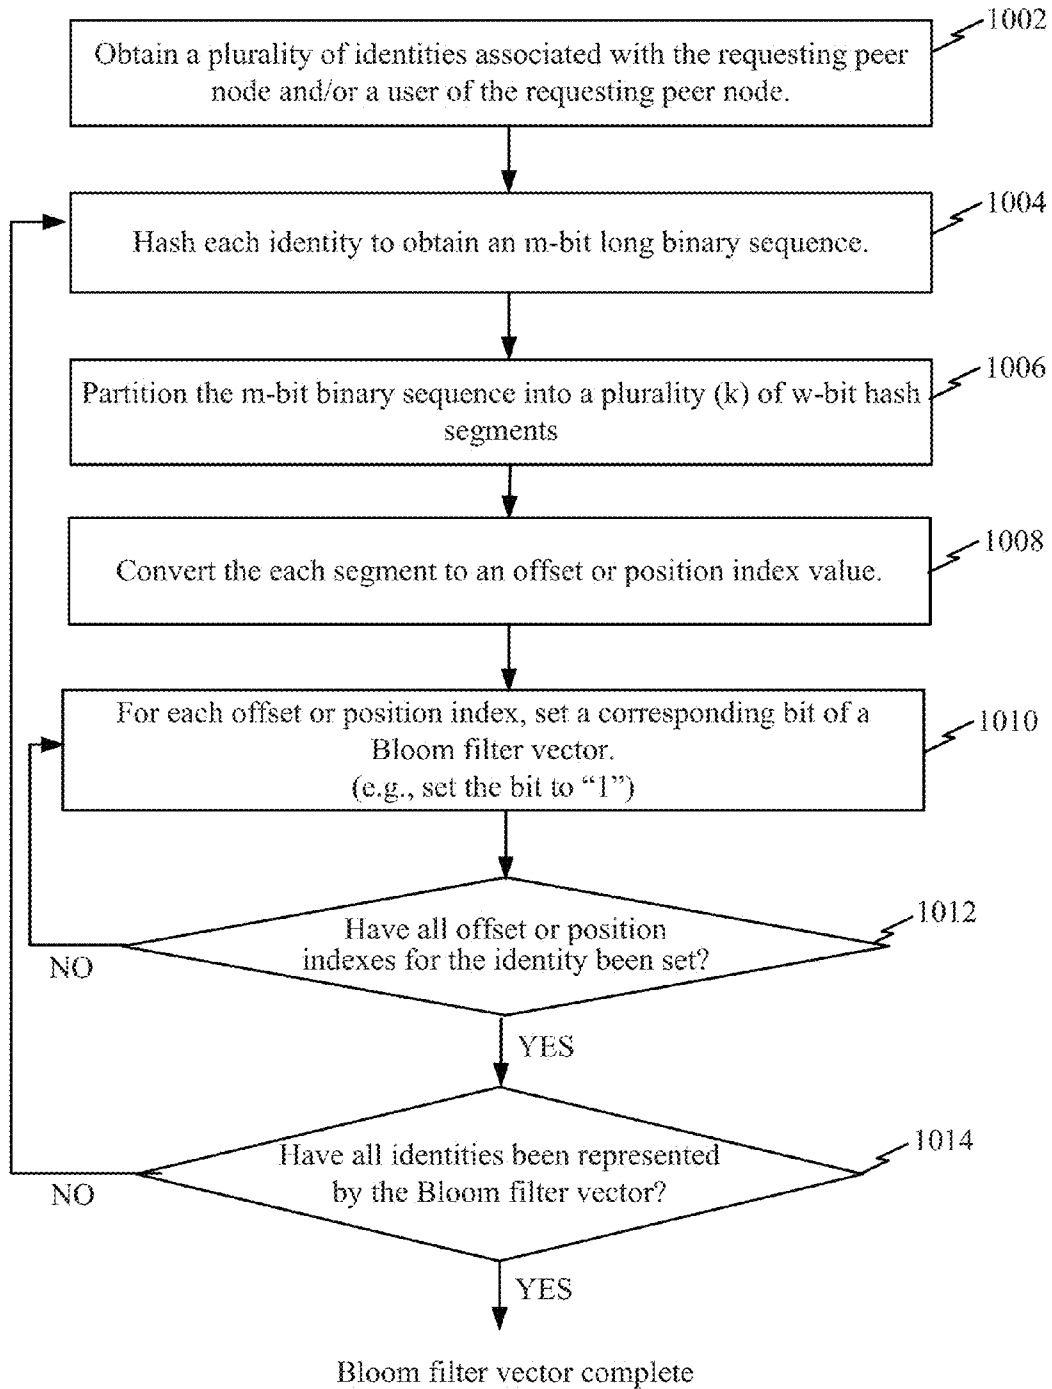 1002
Obtain a plurality of identities associated with the requesting peer
node and/or a user of the requesting peer node.
1004
Hash each identity to obtain an m-bit long binary sequence.
1006
Partition the m-bit binary sequence into a plurality (k) of w-bit hash
segments
1008
Convert the each segment to an offset or position index value.
1010
For each offset or position index, set a corresponding bit of a
Bloom filter vector.
(e.g., set the bit to “1”)
1012
Have all offset or position
indexes for the identity been set?
NO
YES
1014
Have all identities been represented
by the Bloom filter vector?
NO
YES
Bloom filter vector complete